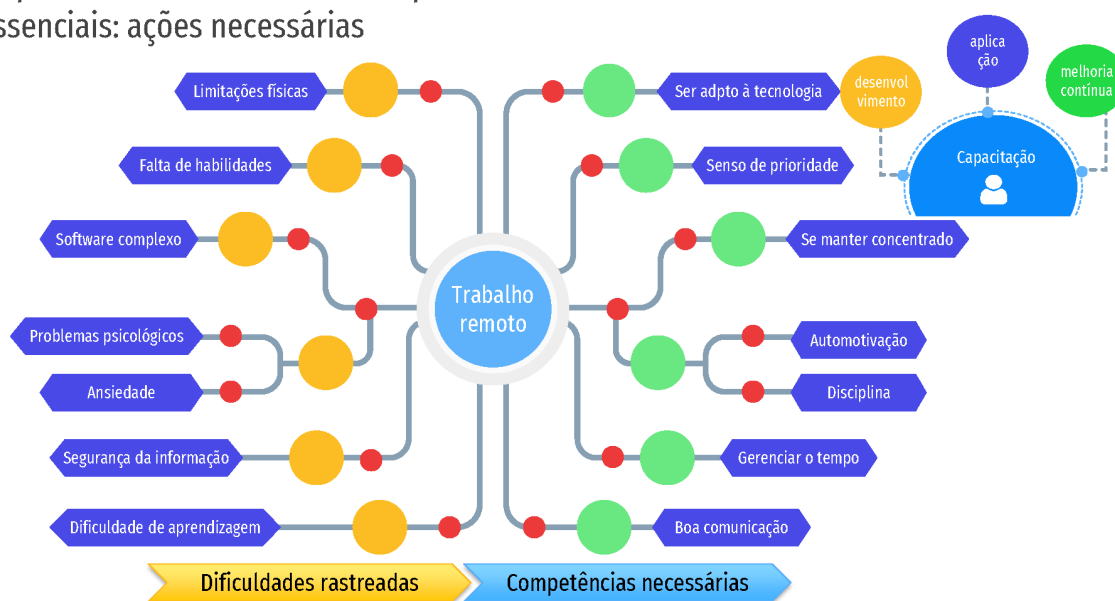 ssenciais: ações necessárias
aplica
ção
desenvol
vimento
melhoria
contínua
Capacitação
Limitações físicas
Ser adpto à tecnologia
Falta de habilidades
Senso de prioridade
Software complexo
Se manter concentrado
Trabalho
remoto
Problemas psicológicos
Automotivação
Ansiedade
Disciplina
Segurança da informação
Gerenciar o tempo
Dificuldade de aprendizagem
Boa comunicação
Dificuldades rastreadas
Competências necessárias